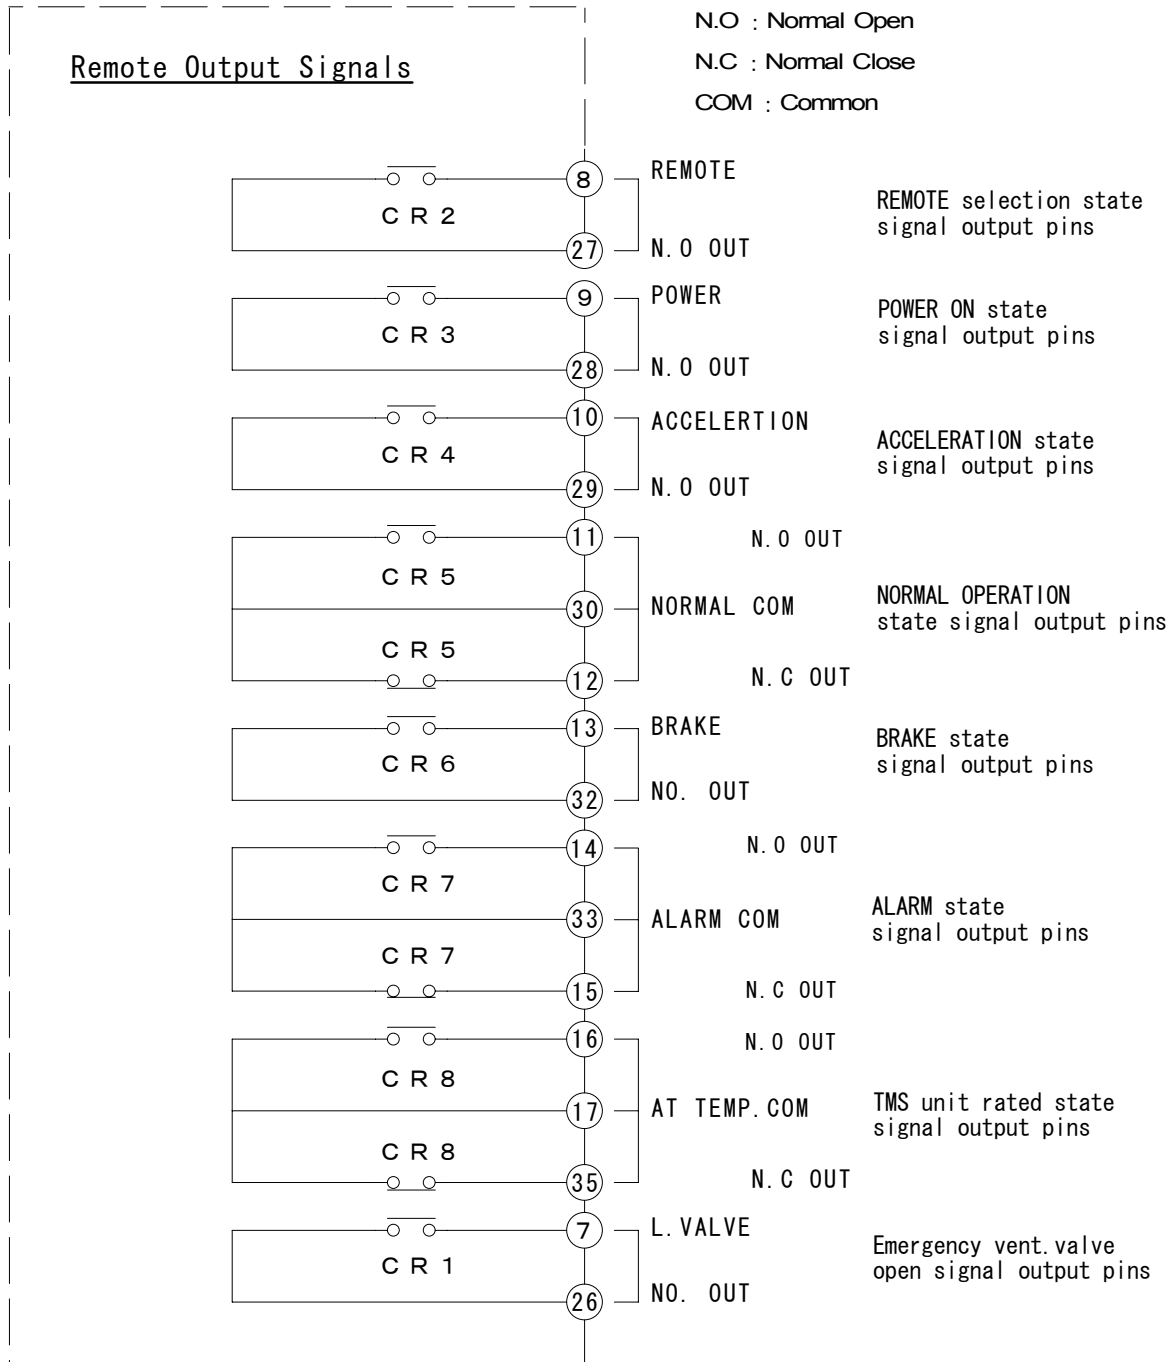 N.O : Normal Open
Remote Output Signals
N.C : Normal Close
COM : Common
8 REMOTE
REMOTE selection state
signal output pins
CR2
27 N.O OUT
9 POWER
POWER ON state
signal output pins
CR3
28 N.O OUT
10 ACCELERTION
ACCELERATION state
signal output pins
CR4
29 N.O OUT
11 N.O OUT
CR5
30 NORMAL COM
NORMAL OPERATION
state signal output pins
CR5
12 N.C OUT
13 BRAKE
BRAKE state
signal output pins
CR6
32 NO. OUT
14 N.O OUT
CR7
33 ALARM COM
ALARM state
signal output pins
CR7
15 N.C OUT
16 N.O OUT
CR8
17 AT TEMP.COM
TMS unit rated state
signal output pins
CR8
35 N.C OUT
7 L.VALVE
Emergency vent.valve
open signal output pins
CR1
26 NO. OUT